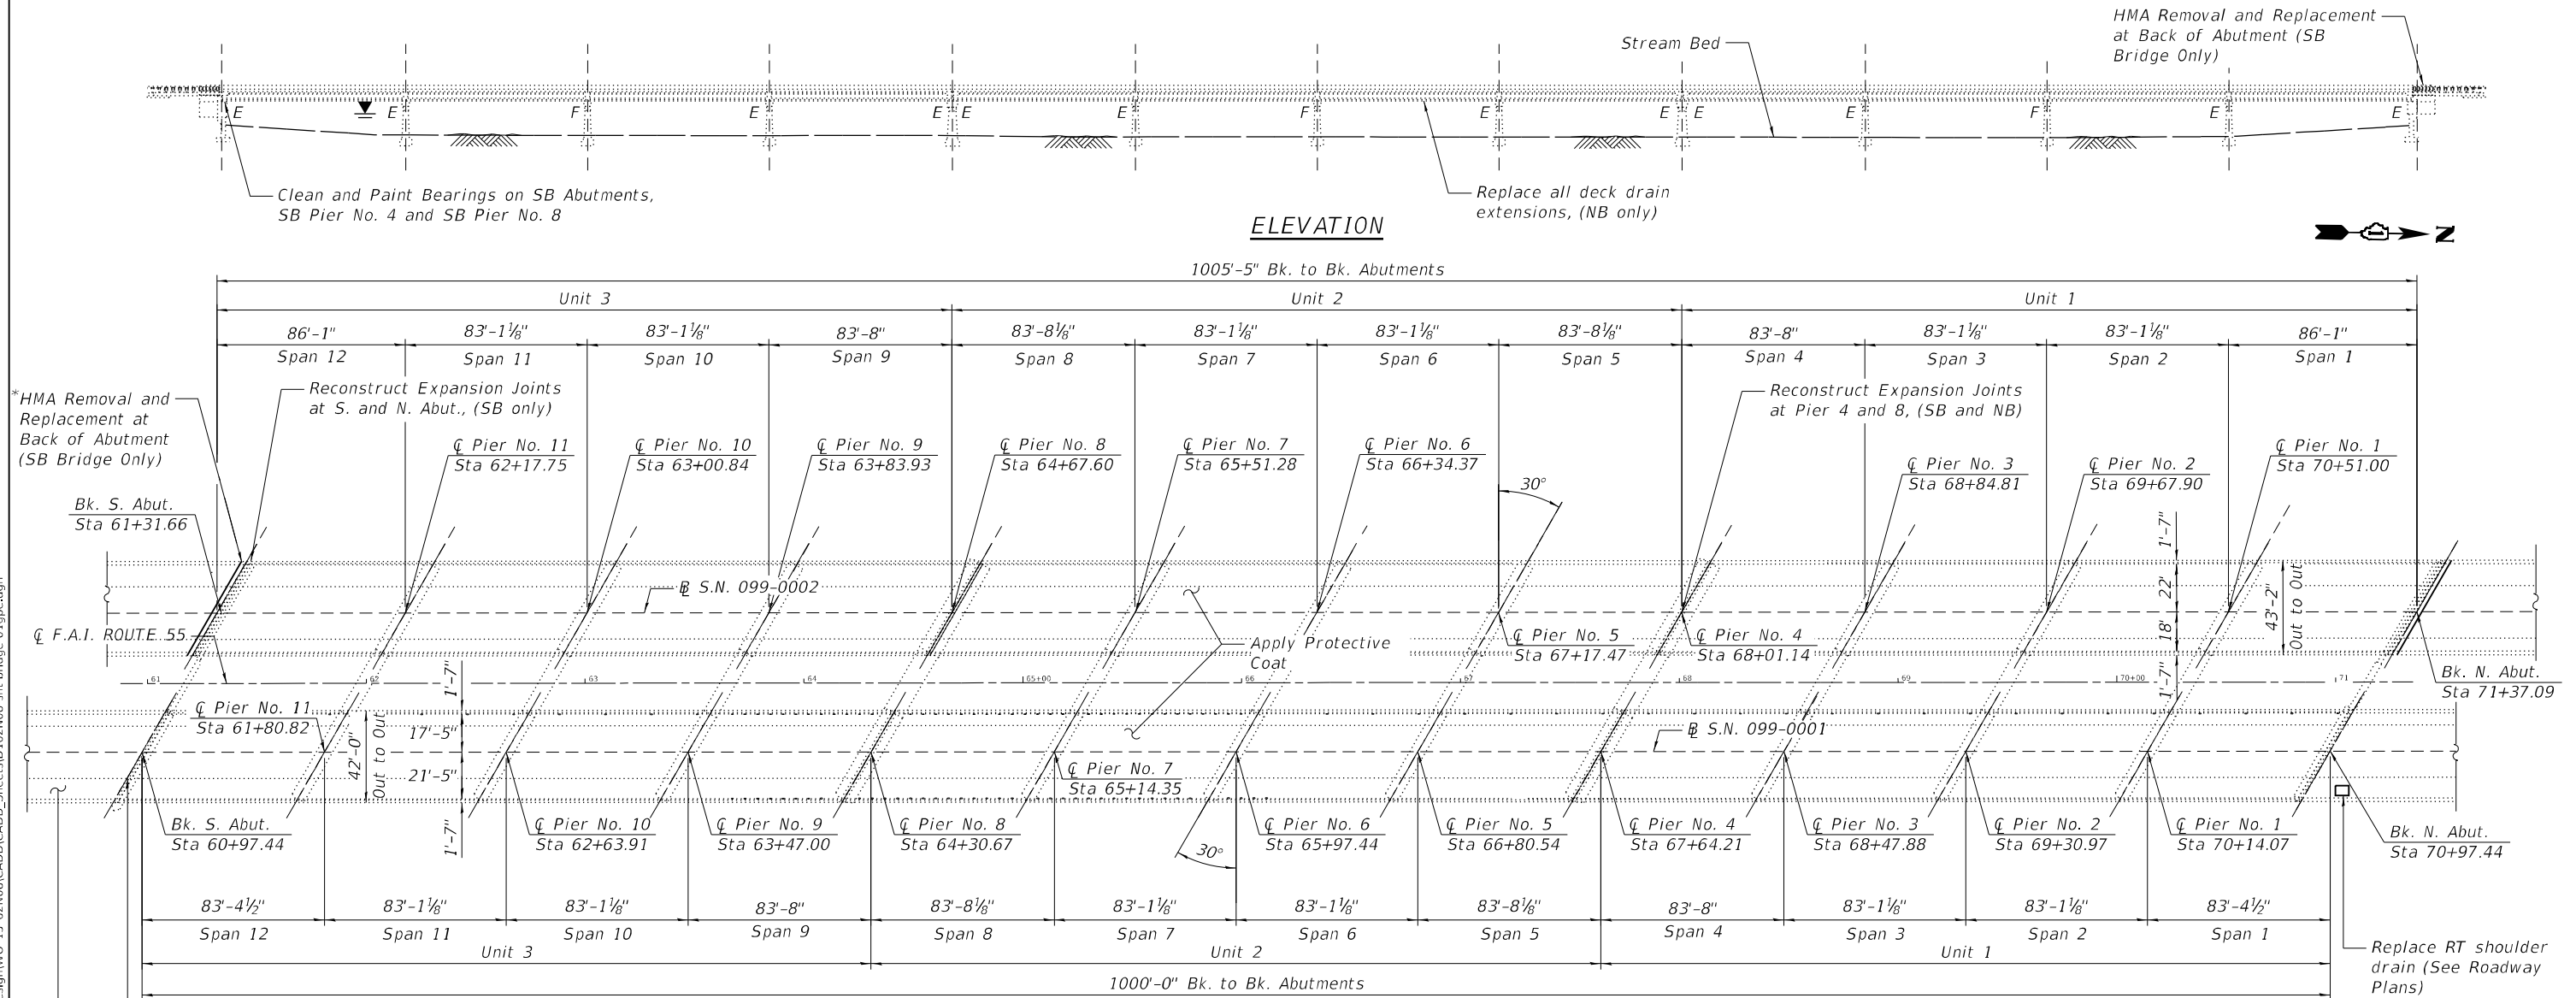 HMA Removal and Replacement
at Back of Abutment (SB
Bridge Only)
Stream Bed
E
E
F
E
E
E
E
F
E
E
E
E
F
E
E
Clean and Paint Bearings on SB Abutments,
SB Pier No. 4 and SB Pier No. 8
Replace all deck drain
extensions, (NB only)
ELEVATION
N
1005'-5" Bk. to Bk. Abutments
Unit 3
Unit 2
Unit 1
86'-1"
83'-1⅛"
83'-1⅛"
83'-8"
83'-8⅛"
83'-1⅛"
83'-1⅛"
83'-8⅛"
83'-8"
83'-1⅛"
83'-1⅛"
86'-1"
Span 12
Span 11
Span 10
Span 9
Span 8
Span 7
Span 6
Span 5
Span 4
Span 3
Span 2
Span 1
*HMA Removal and
Replacement at
Back of Abutment
(SB Bridge Only)
Reconstruct Expansion Joints
at S. and N. Abut., (SB only)
Reconstruct Expansion Joints
at Pier 4 and 8, (SB and NB)
Bk. S. Abut.
Sta 61+31.66
℄ Pier No. 11
Sta 62+17.75
℄ Pier No. 10
Sta 63+00.84
℄ Pier No. 9
Sta 63+83.93
℄ Pier No. 8
Sta 64+67.60
℄ Pier No. 7
Sta 65+51.28
℄ Pier No. 6
Sta 66+34.37
30°
℄ Pier No. 3
Sta 68+84.81
℄ Pier No. 2
Sta 69+67.90
℄ Pier No. 1
Sta 70+51.00
1'-7"
22'
18'
1'-7"
43'-2"
Out to Out
BL S.N. 099-0002
℄ F.A.I. ROUTE 55
Apply Protective
Coat
℄ Pier No. 5
Sta 67+17.47
℄ Pier No. 4
Sta 68+01.14
Bk. N. Abut.
Sta 71+37.09
61
62
63
64
65+00
66
67
68
69
70+00
71
℄ Pier No. 11
Sta 61+80.82
42'-0"
Out to Out
1'-7"
17'-5"
21'-5"
1'-7"
BL S.N. 099-0001
℄ Pier No. 7
Sta 65+14.35
Bk. S. Abut.
Sta 60+97.44
℄ Pier No. 10
Sta 62+63.91
℄ Pier No. 9
Sta 63+47.00
℄ Pier No. 8
Sta 64+30.67
30°
℄ Pier No. 6
Sta 65+97.44
℄ Pier No. 5
Sta 66+80.54
℄ Pier No. 4
Sta 67+64.21
℄ Pier No. 3
Sta 68+47.88
℄ Pier No. 2
Sta 69+30.97
℄ Pier No. 1
Sta 70+14.07
Bk. N. Abut.
Sta 70+97.44
83'-4½"
83'-1⅛"
83'-1⅛"
83'-8"
83'-8⅛"
83'-1⅛"
83'-1⅛"
83'-8⅛"
83'-8"
83'-1⅛"
83'-1⅛"
83'-4½"
Span 12
Span 11
Span 10
Span 9
Span 8
Span 7
Span 6
Span 5
Span 4
Span 3
Span 2
Span 1
Unit 3
Unit 2
Unit 1
1000'-0" Bk. to Bk. Abutments
Replace RT shoulder
drain (See Roadway
Plans)